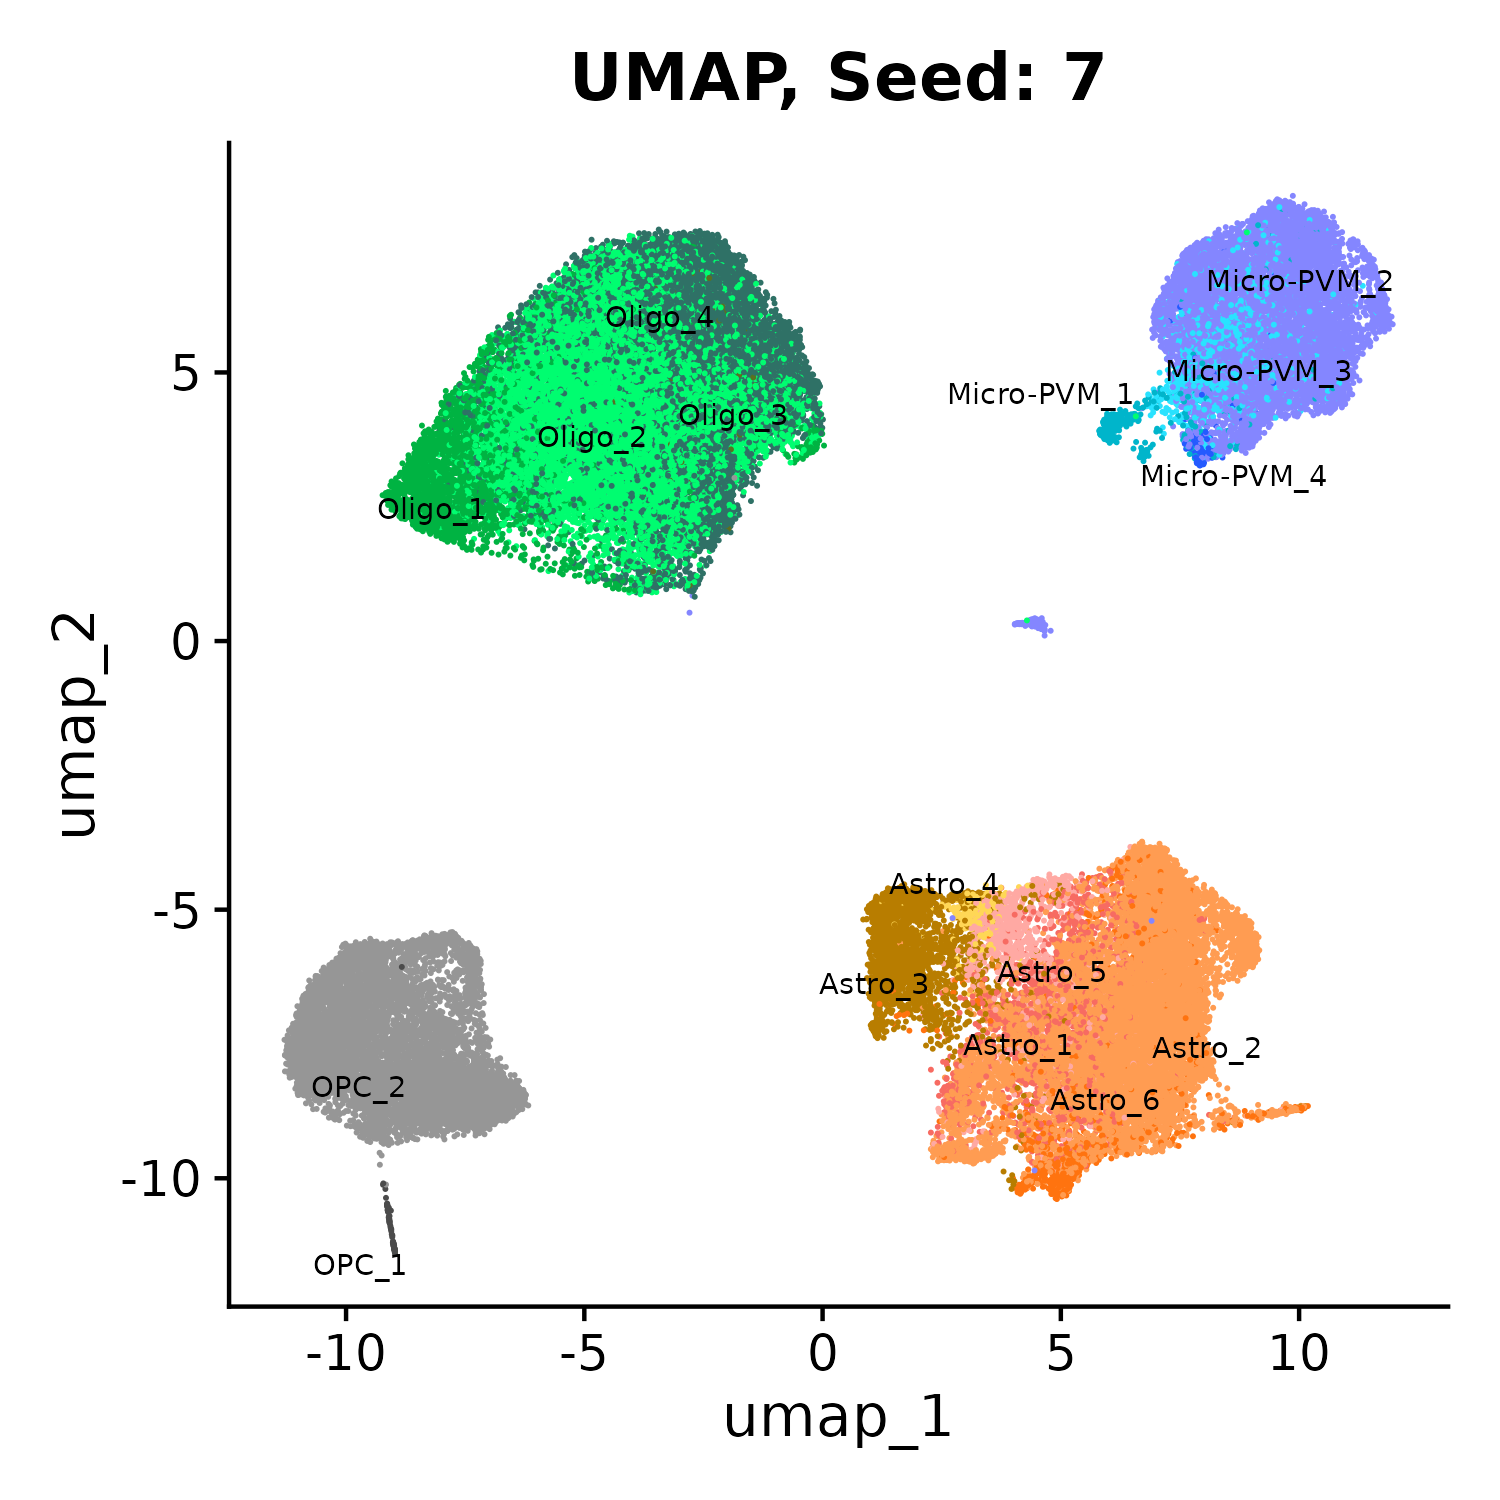 UMAP, Seed: 7
Micro-PVM_2
Oligo_4
Micro-PVM_3
5
Micro-PVM_1
Oligo_3
Oligo_2
Micro-PVM_4
Oligo_1
0
umap_2
Astro_4
-5
Astro_5
Astro_3
Astro_1
Astro_2
OPC_2
Astro_6
-10
OPC_1
-10
-5
0
5
10
umap_1